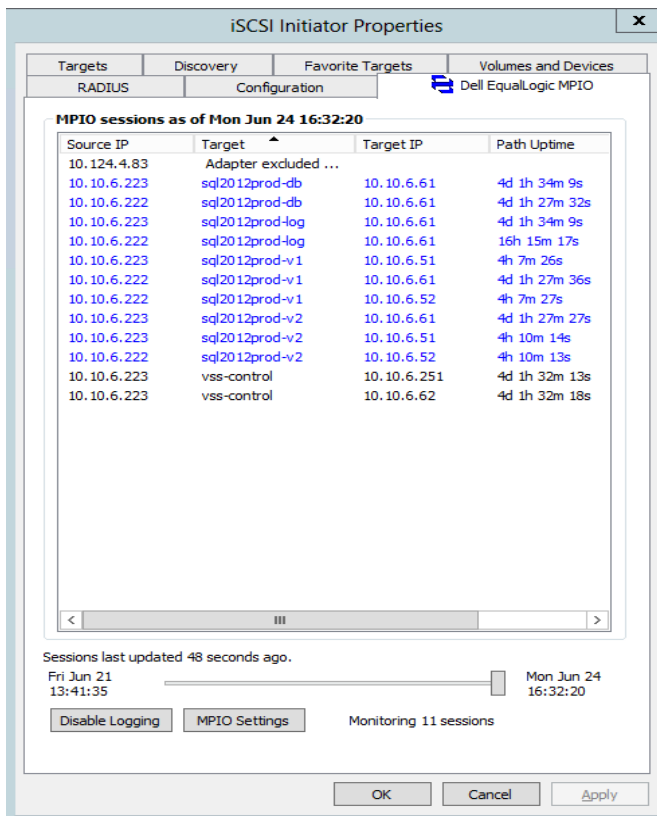 iSCSI Initiator Properties
x
Targets Discovery Favorite Targets Volumes and Devices
RADIUS Configuration Dell EqualLogic MPIO
MPIO sessions as of Mon Jun 24 16:32:20
Source IP Target Target IP Path Uptime
10.124.4.83 Adapter excluded ...
10.10.6.223 sql2012prod-db 10.10.6.61 4d 1h 34m 9s
10.10.6.222 sql2012prod-db 10.10.6.61 4d 1h 27m 32s
10.10.6.223 sql2012prod-log 10.10.6.61 4d 1h 34m 9s
10.10.6.222 sql2012prod-log 10.10.6.61 16h 15m 17s
10.10.6.223 sql2012prod-v1 10.10.6.51 4h 7m 26s
10.10.6.222 sql2012prod-v1 10.10.6.61 4d 1h 27m 36s
10.10.6.222 sql2012prod-v1 10.10.6.52 4h 7m 27s
10.10.6.223 sql2012prod-v2 10.10.6.61 4d 1h 27m 27s
10.10.6.223 sql2012prod-v2 10.10.6.51 4h 10m 14s
10.10.6.222 sql2012prod-v2 10.10.6.52 4h 10m 13s
10.10.6.223 vss-control 10.10.6.251 4d 1h 32m 13s
10.10.6.223 vss-control 10.10.6.62 4d 1h 32m 18s
Sessions last updated 48 seconds ago.
Fri Jun 21 Mon Jun 24
13:41:35 16:32:20
Disable Logging MPIO Settings Monitoring 11 sessions
OK Cancel Apply